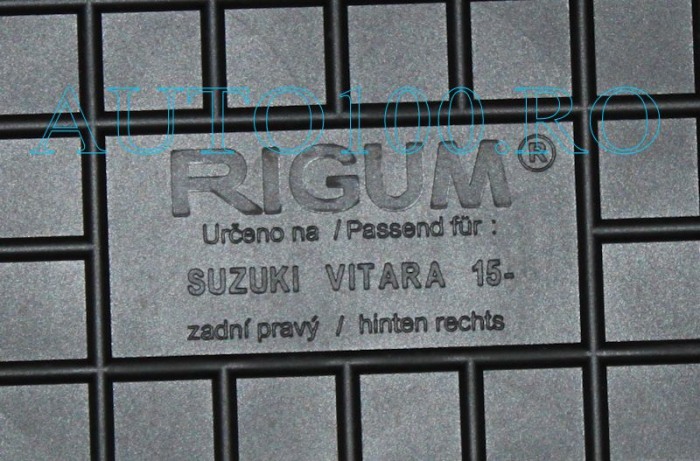 AUTO100.RO
RIGUM®
Určeno na / Passend für :
SUZUKI VITARA 15-
zadní pravý / hinten rechts